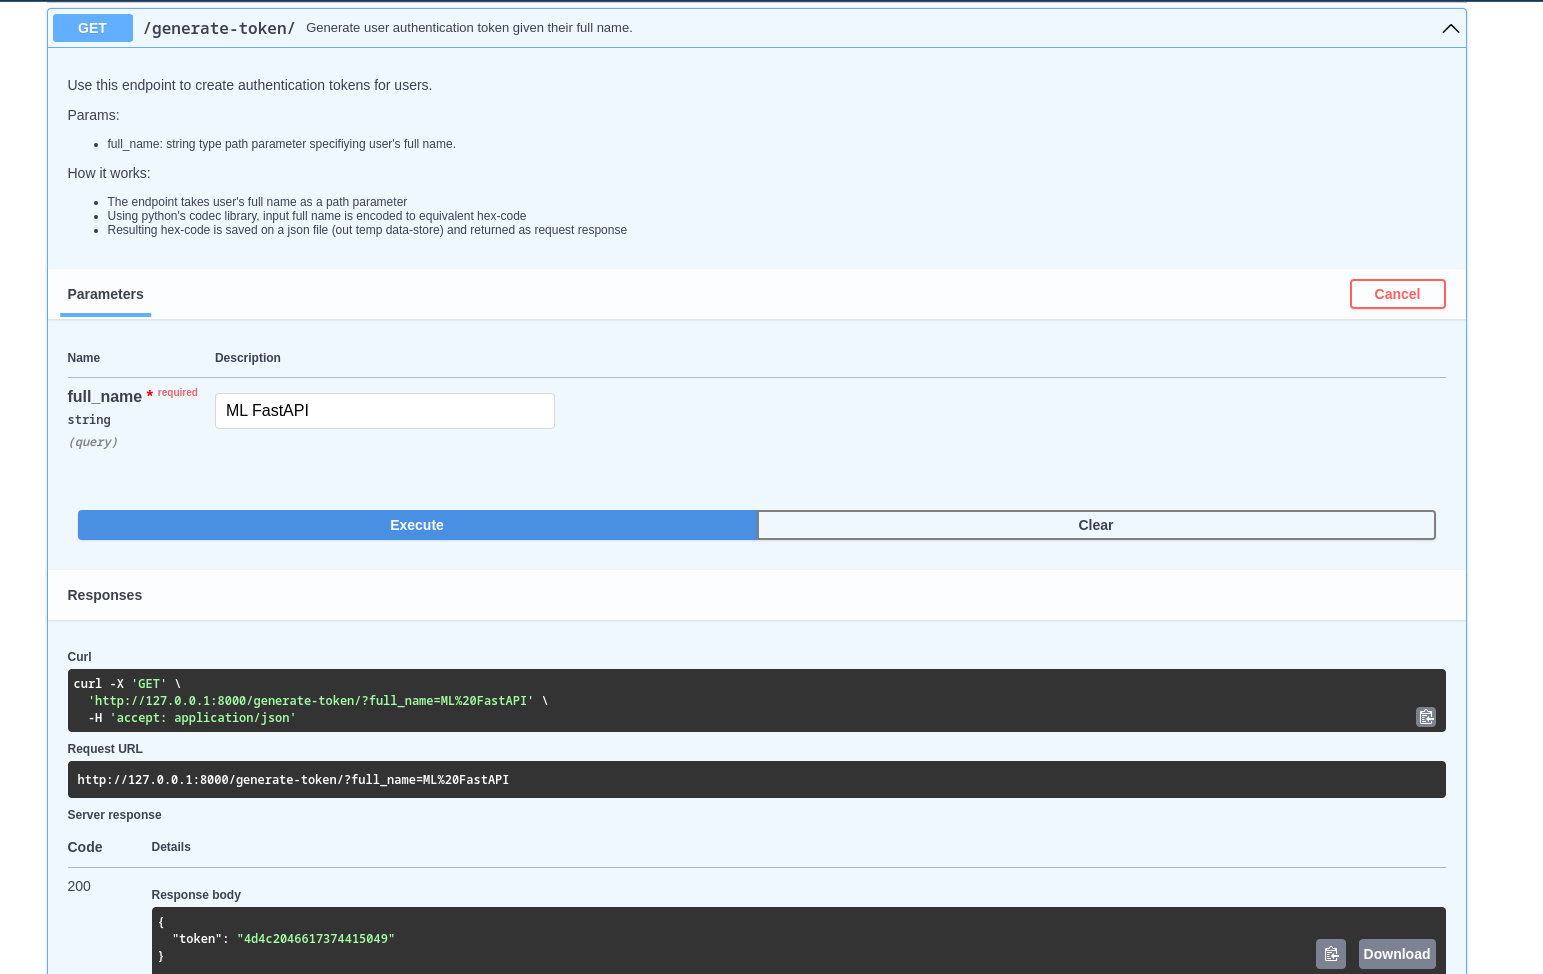 GET /generate-token/ Generate user authentication token given their full name.
Use this endpoint to create authentication tokens for users.
Params:
• full_name: string type path parameter specifiying user's full name.
How it works:
• The endpoint takes user's full name as a path parameter
• Using python's codec library, input full name is encoded to equivalent hex-code
• Resulting hex-code is saved on a json file (out temp data-store) and returned as request response
Parameters Cancel
Name Description
full_name * required
string
(query)
ML FastAPI
Execute Clear
Responses
Curl
curl -X 'GET' \
'http://127.0.0.1:8000/generate-token/?full_name=ML%20FastAPI' \
-H 'accept: application/json'
Request URL
http://127.0.0.1:8000/generate-token/?full_name=ML%20FastAPI
Server response
Code Details
200
Response body
{
"token": "4d4c2046617374415049"
}
Download